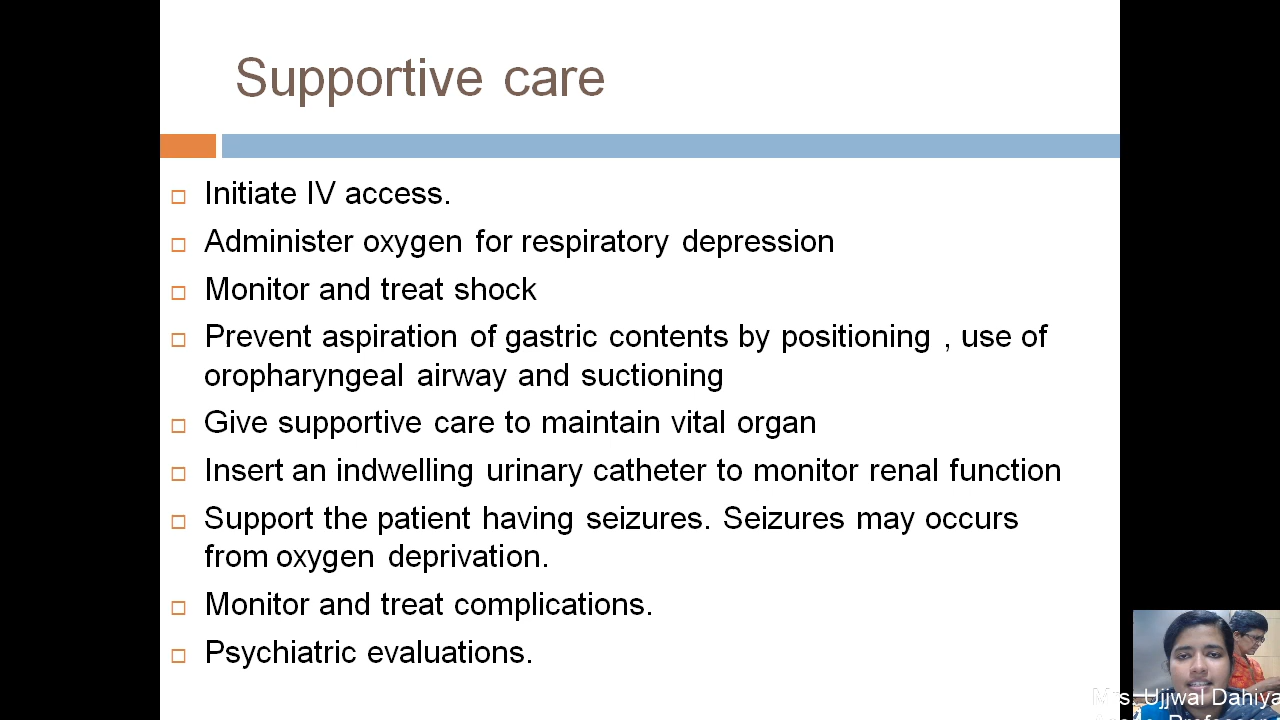 Supportive care
Initiate IV access.
Administer oxygen for respiratory depression
Monitor and treat shock
Prevent aspiration of gastric contents by positioning , use of
oropharyngeal airway and suctioning
Give supportive care to maintain vital organ
Insert an indwelling urinary catheter to monitor renal function
Support the patient having seizures. Seizures may occurs
from oxygen deprivation.
Monitor and treat complications.
Psychiatric evaluations.
Mrs. Ujjwal Dahiya